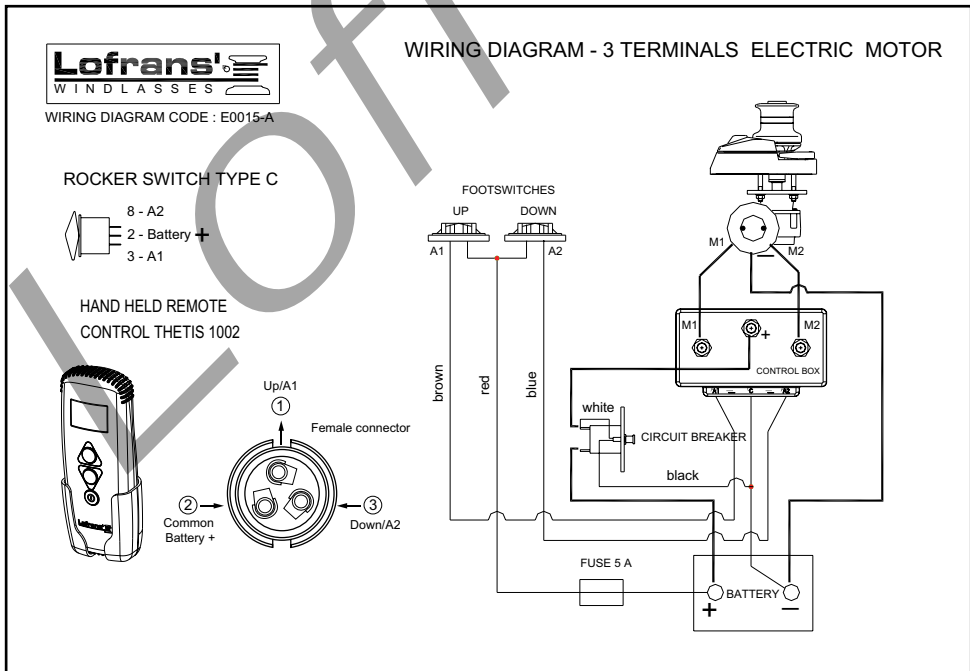 WIRING DIAGRAM - 3 TERMINALS ELECTRIC MOTOR
Lofrans'
WINDLASSES
WIRING DIAGRAM CODE : E0015-A
ROCKER SWITCH TYPE C
8 - A2
2 - Battery +
3 - A1
HAND HELD REMOTE
CONTROL THETIS 1002
Up/A1
1
Female connector
2
Common
Battery +
3
Down/A2
Lofrans'
FOOTSWITCHES
UP
DOWN
A1
A2
brown
red
blue
M1
M2
–
M1
+
M2
CONTROL BOX
A1 – C – A2
white
CIRCUIT BREAKER
black
FUSE 5 A
BATTERY
+
–
Lofr